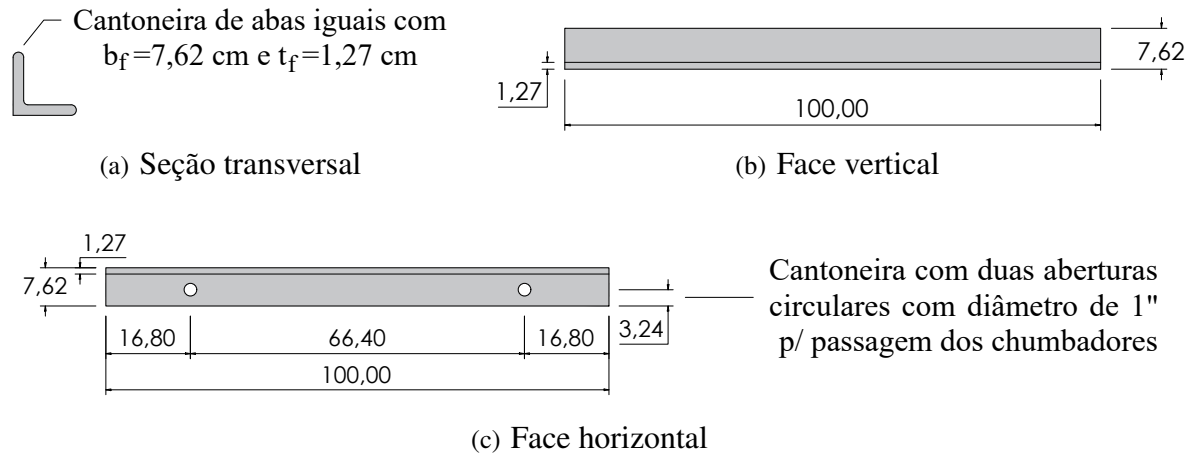 Cantoneira de abas iguais com
bf=7,62 cm e tf=1,27 cm
(a) Seção transversal
7,62
1,27
100,00
(b) Face vertical
1,27
7,62
16,80
66,40
16,80
3,24
100,00
Cantoneira com duas aberturas
circulares com diâmetro de 1"
p/ passagem dos chumbadores
(c) Face horizontal